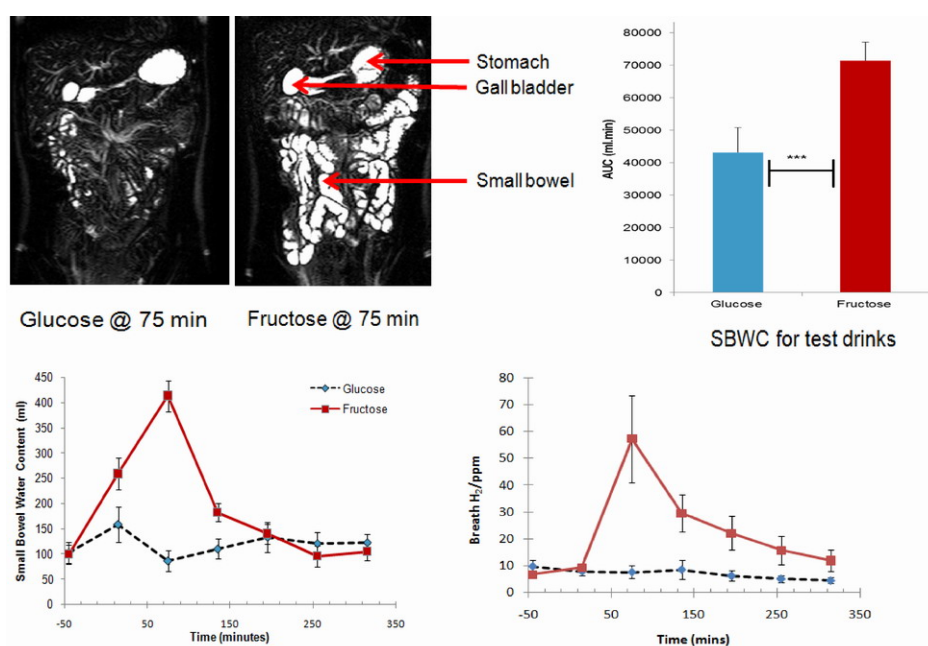 Stomach
Gall bladder
Small bowel
Glucose @ 75 min
Fructose @ 75 min
AUC (ml.min)
80000
70000
60000
50000
40000
30000
20000
10000
0
***
Glucose
Fructose
SBWC for test drinks
Small Bowel Water Content (ml)
450
400
350
300
250
200
150
100
50
0
Glucose
Fructose
-50
50
150
250
350
Time (minutes)
Breath H₂/ppm
80
70
60
50
40
30
20
10
0
-50
50
150
250
350
Time (mins)